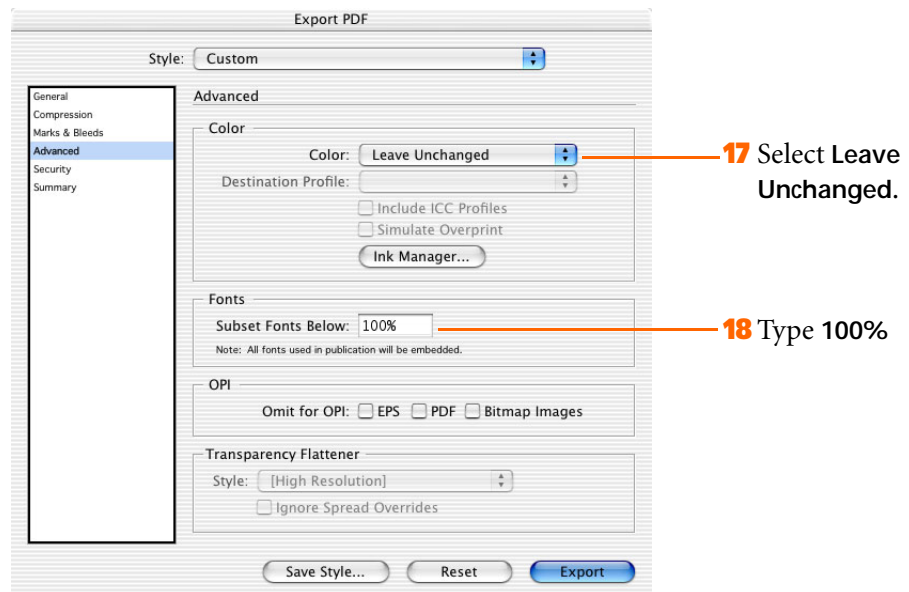 Export PDF
Style: Custom
General
Compression
Marks & Bleeds
Advanced
Security
Summary
Advanced
Color
Color: Leave Unchanged
Destination Profile:
Include ICC Profiles
Simulate Overprint
Ink Manager...
Fonts
Subset Fonts Below: 100%
Note: All fonts used in publication will be embedded.
OPI
Omit for OPI: EPS PDF Bitmap Images
Transparency Flattener
Style: [High Resolution]
Ignore Spread Overrides
Save Style... Reset Export
17 Select Leave
Unchanged.
18 Type 100%